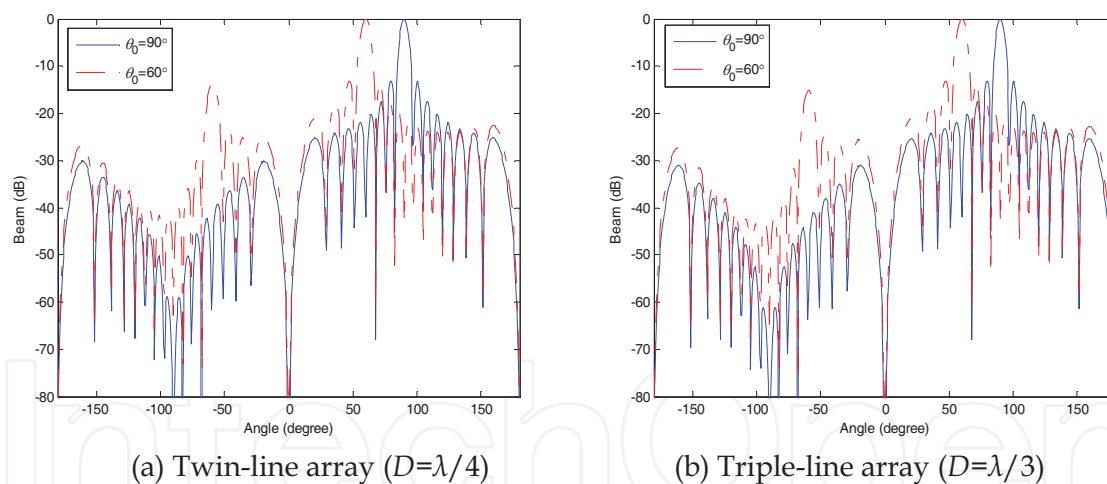 0
-10
-20
-30
-40
-50
-60
-70
-80
Beam (dB)
θ₀=90°
θ₀=60°
-150 -100 -50 0 50 100 150
Angle (degree)
(a) Twin-line array (D=λ/4)
0
-10
-20
-30
-40
-50
-60
-70
-80
Beam (dB)
θ₀=90°
θ₀=60°
-150 -100 -50 0 50 100 150
Angle (degree)
(b) Triple-line array (D=λ/3)
IntechOpen